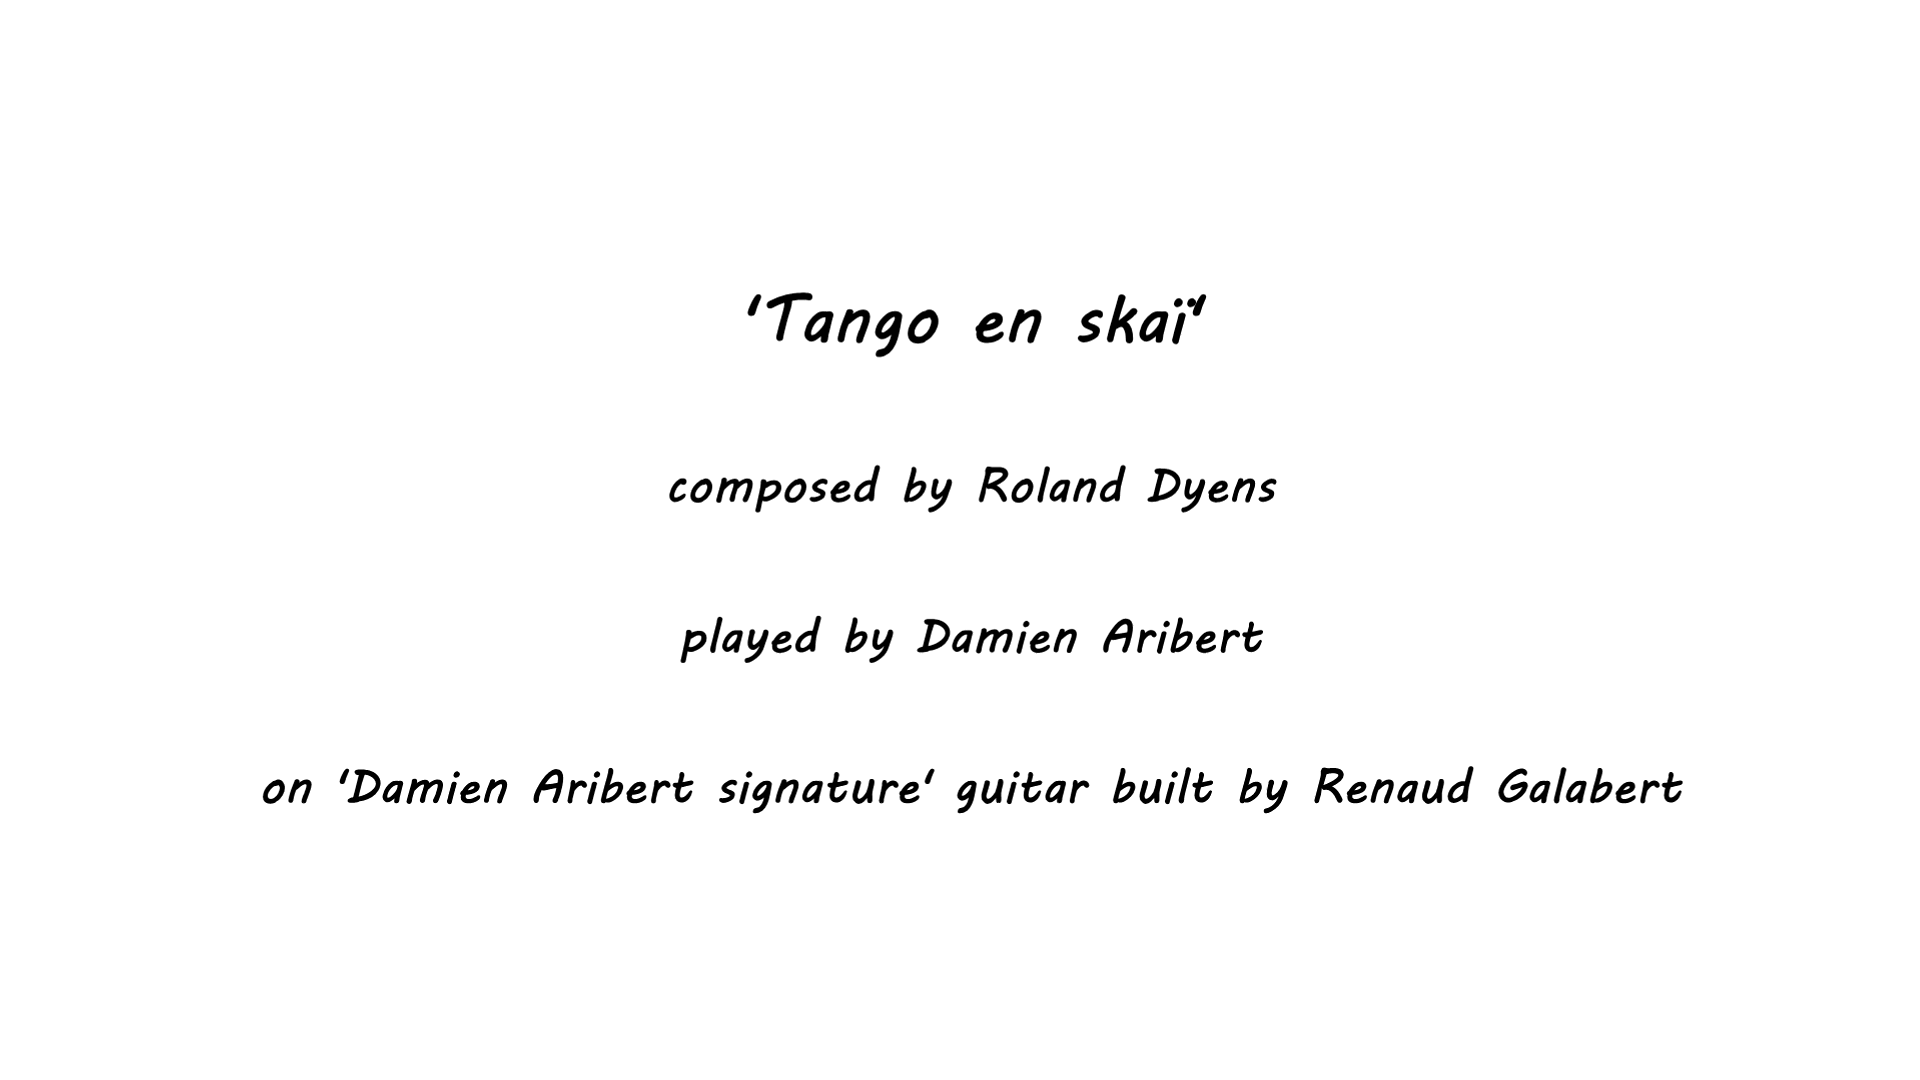 'Tango en skaï'
composed by Roland Dyens
played by Damien Aribert
on 'Damien Aribert signature' guitar built by Renaud Galabert